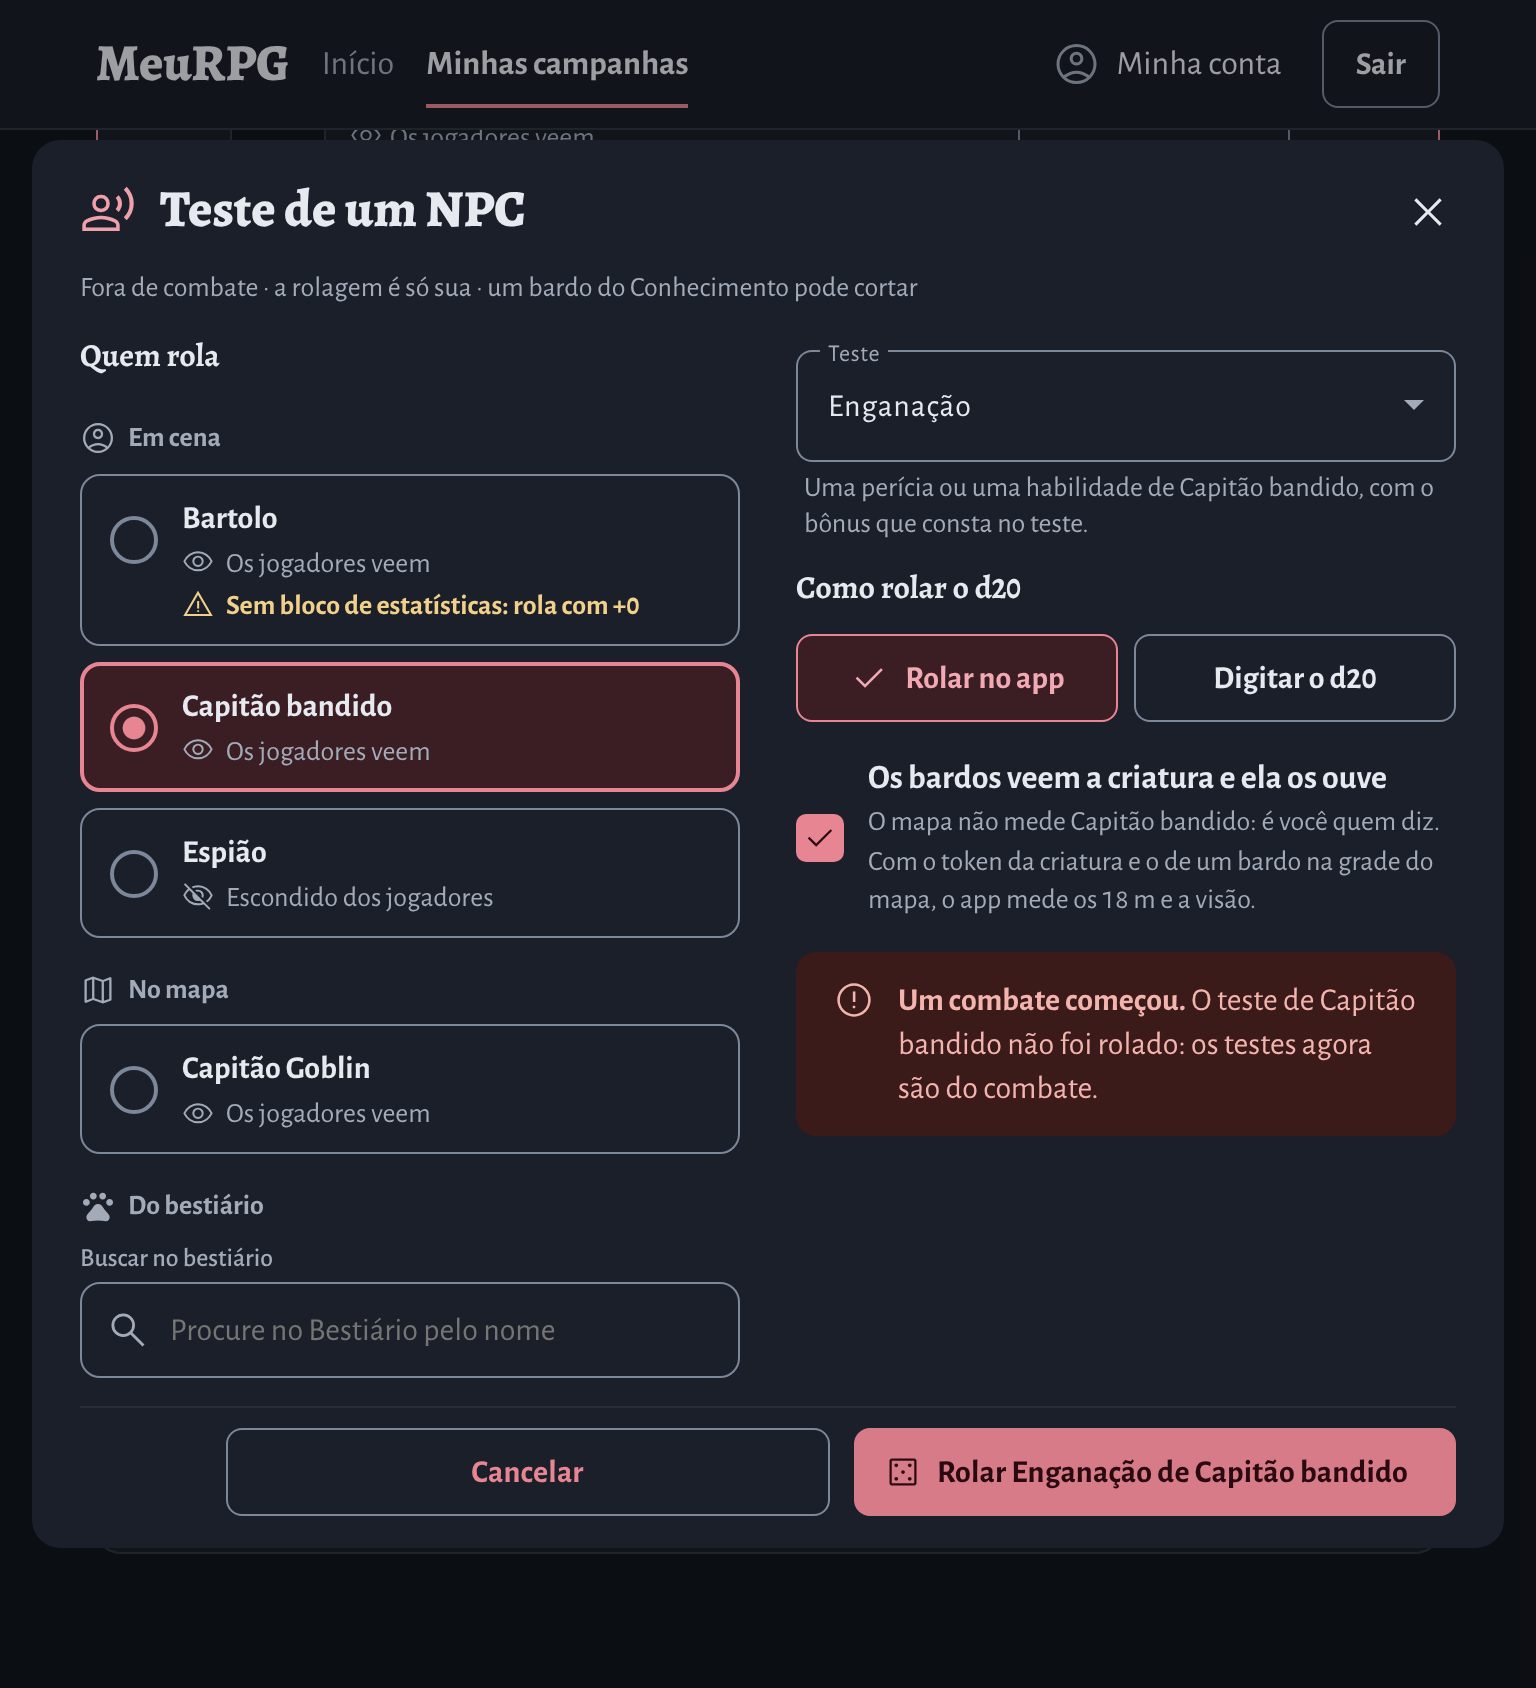 MeuRPG Início Minhas campanhas Minha conta Sair
Os jogadores veem
Teste de um NPC
Fora de combate · a rolagem é só sua · um bardo do Conhecimento pode cortar
Quem rola
Em cena
Bartolo
Os jogadores veem
Sem bloco de estatísticas: rola com +0
Capitão bandido
Os jogadores veem
Espião
Escondido dos jogadores
No mapa
Capitão Goblin
Os jogadores veem
Do bestiário
Buscar no bestiário
Procure no Bestiário pelo nome
Teste
Enganação
Uma perícia ou uma habilidade de Capitão bandido, com o
bônus que consta no teste.
Como rolar o d20
Rolar no app
Digitar o d20
Os bardos veem a criatura e ela os ouve
O mapa não mede Capitão bandido: é você quem diz.
Com o token da criatura e o de um bardo na grade do
mapa, o app mede os 18 m e a visão.
Um combate começou. O teste de Capitão
bandido não foi rolado: os testes agora
são do combate.
Cancelar
Rolar Enganação de Capitão bandido